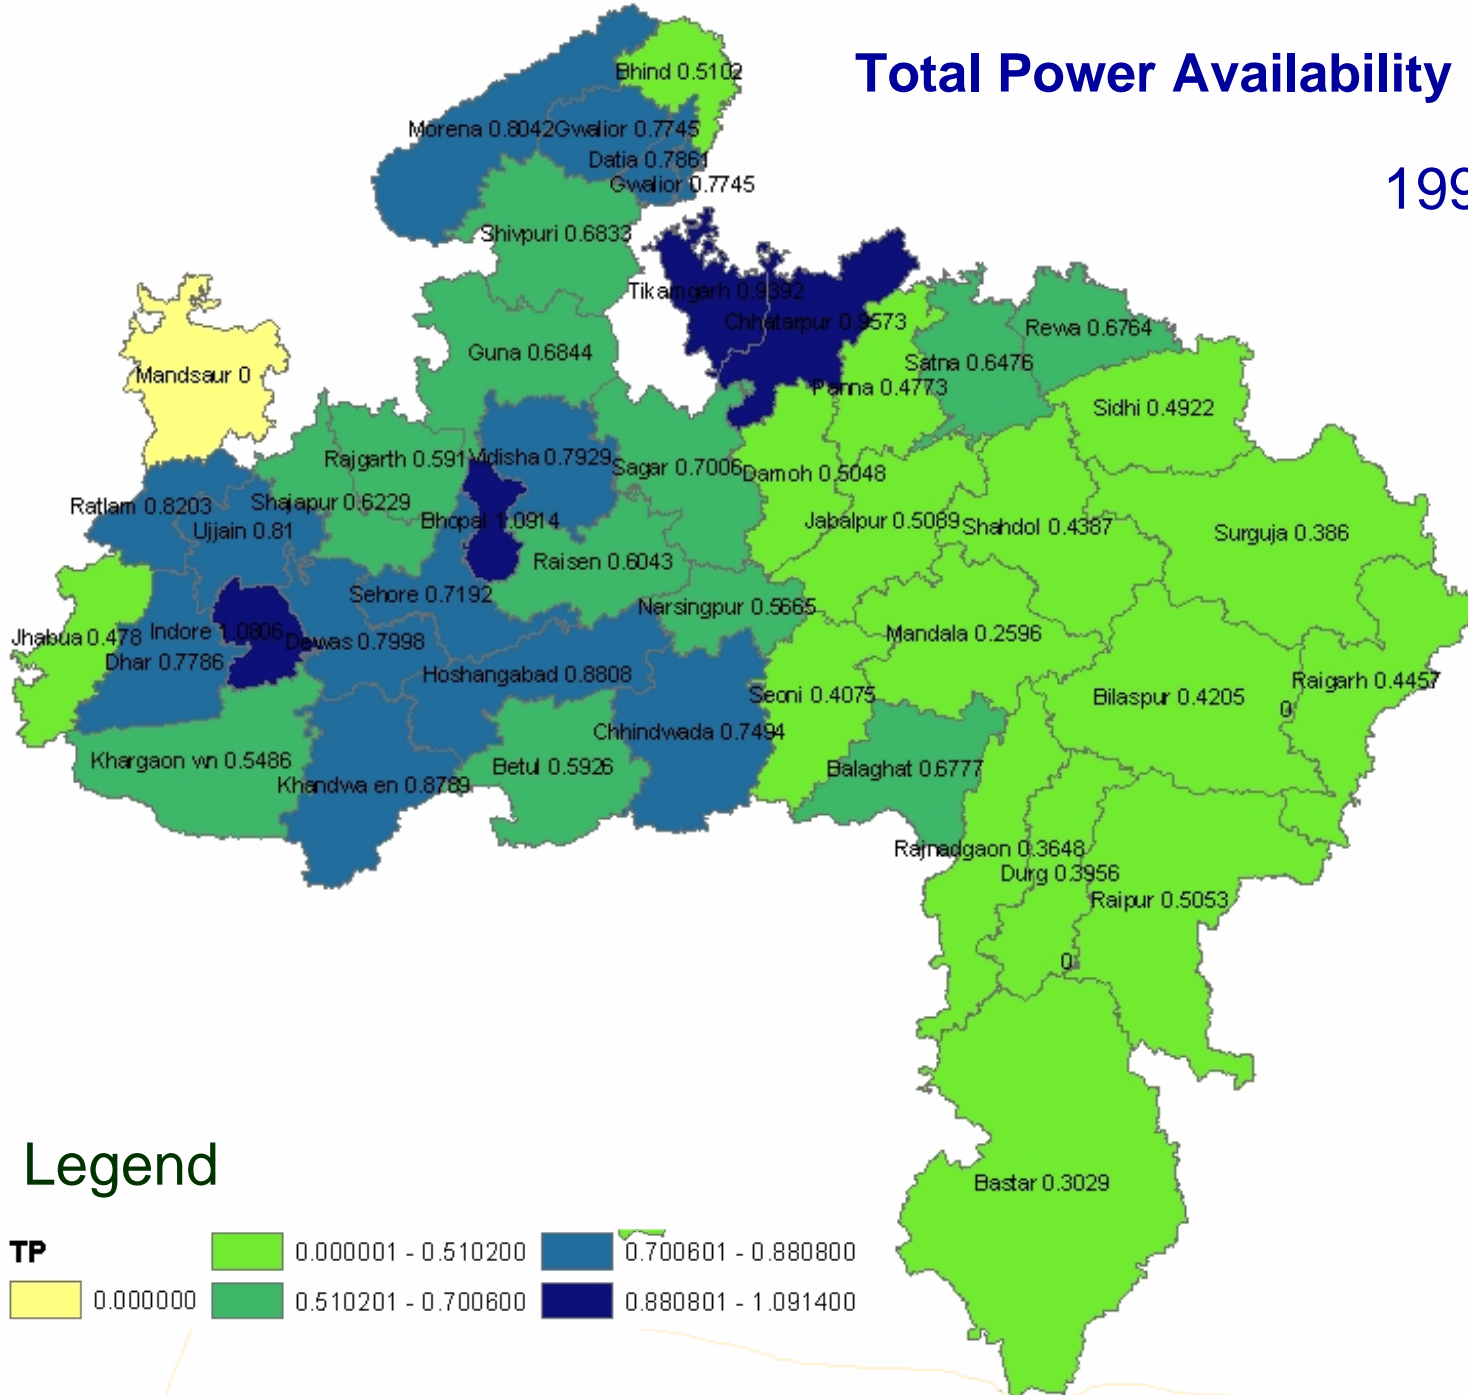 Total Power Availability
199
Bhind 0.5102
Morena 0.8042
Gwalior 0.7745
Datia 0.7861
Gwalior 0.7745
Shivpuri 0.6833
Tikamgarh 0.9392
Chhatarpur 0.9573
Rewa 0.6764
Guna 0.6844
Satna 0.6476
Mandsaur 0
Panna 0.4773
Sidhi 0.4922
Rajgarth 0.591
Vidisha 0.7929
Sagar 0.7006
Damoh 0.5048
Ratlam 0.8203
Shajapur 0.6229
Ujjain 0.81
Bhopal 1.0914
Jabalpur 0.5089
Shahdol 0.4387
Surguja 0.386
Raisen 0.6043
Sehore 0.7192
Narsingpur 0.5665
Jhabua 0.478
Indore 1.0806
Dewas 0.7998
Mandala 0.2596
Dhar 0.7786
Hoshangabad 0.8808
Seoni 0.4075
Bilaspur 0.4205
Raigarh 0.4457
0
Chhindwada 0.7494
Khargaon wn 0.5486
Betul 0.5926
Balaghat 0.6777
Khandwa en 0.8789
Rajnadgaon 0.3648
Durg 0.3956
Raipur 0.5053
0
Bastar 0.3029
Legend
TP
0.000001 - 0.510200
0.700601 - 0.880800
0.000000
0.510201 - 0.700600
0.880801 - 1.091400